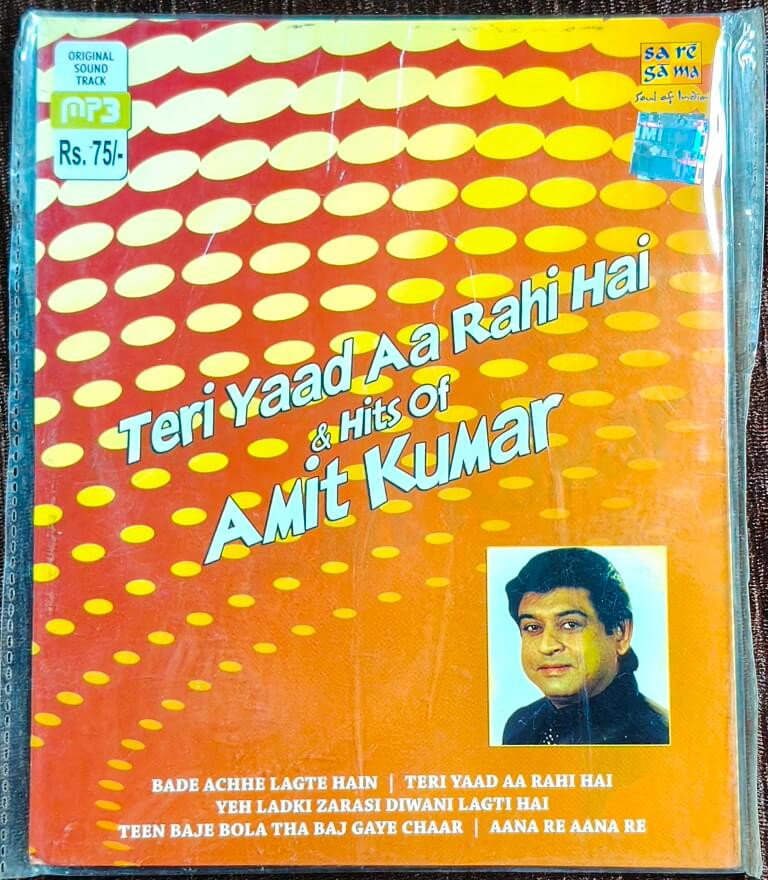 ORIGINAL
SOUND
TRACK
MP3
Rs. 75/-
sa rē
ga ma
Soul of India
Teri Yaad Aa Rahi Hai
& Hits Of
Amit Kumar
BADE ACHHE LAGTE HAIN | TERI YAAD AA RAHI HAI
YEH LADKI ZARASI DIWANI LAGTI HAI
TEEN BAJE BOLA THA BAJ GAYE CHAAR | AANA RE AANA RE